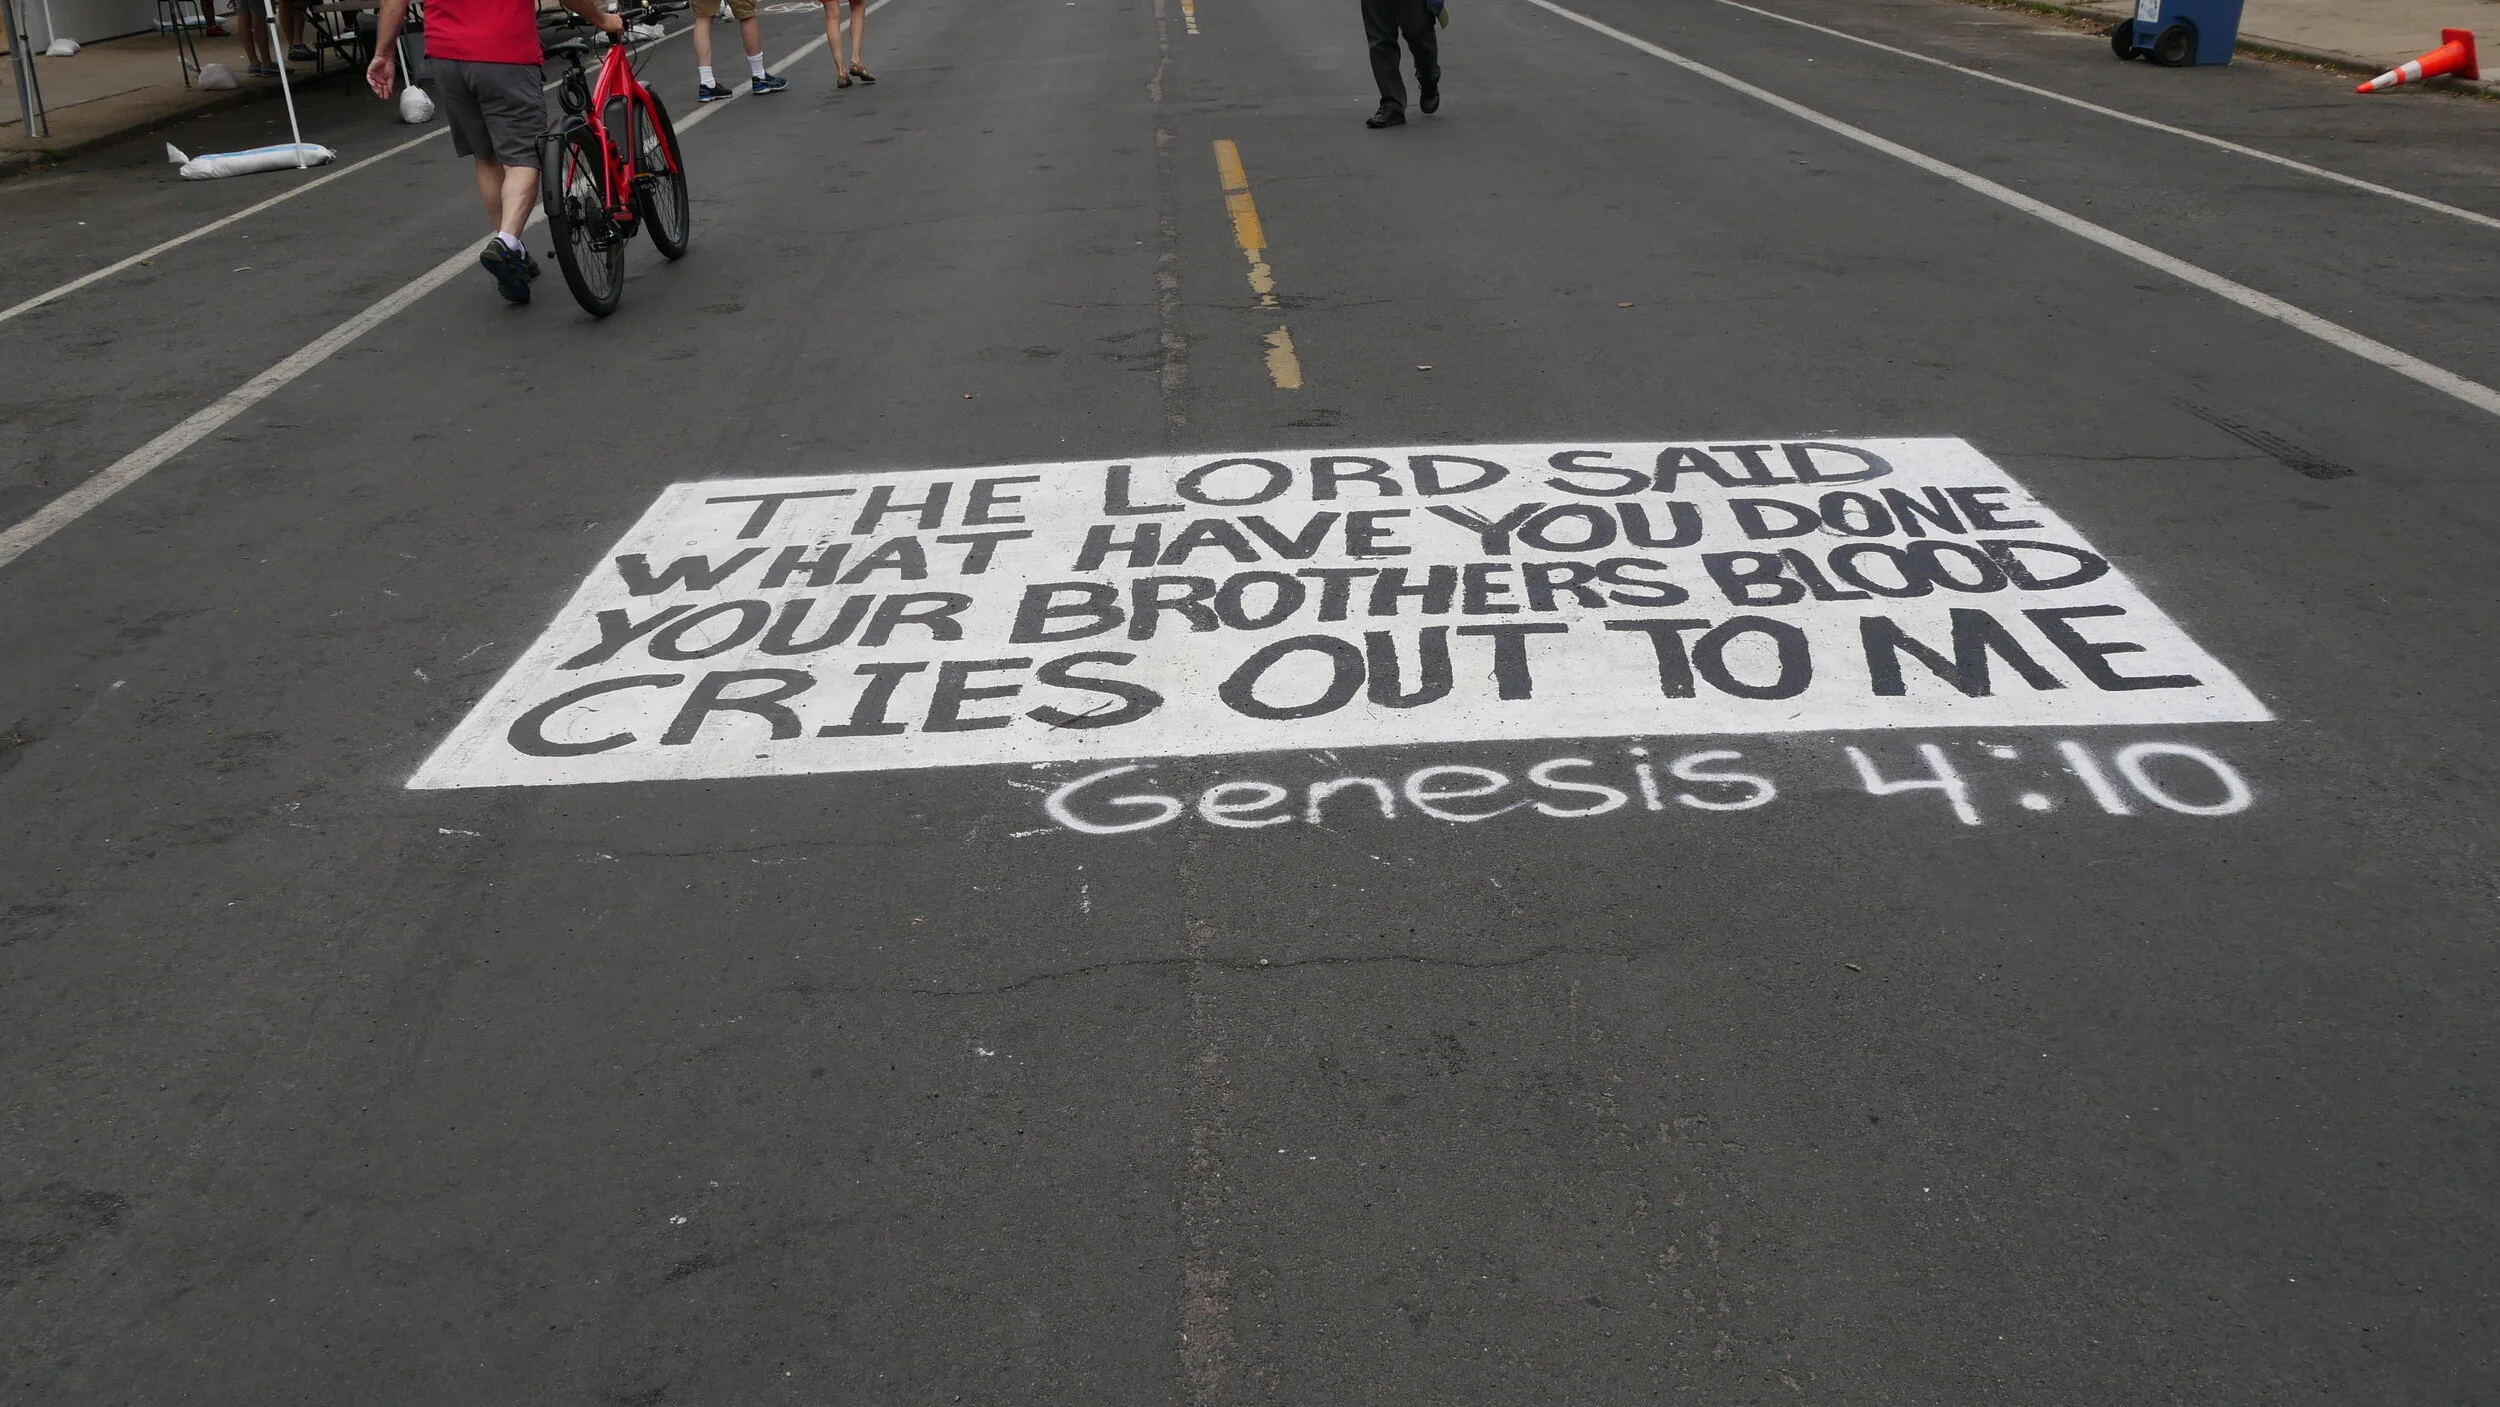 THE LORD SAID
WHAT HAVE YOU DONE
YOUR BROTHERS BLOOD
CRIES OUT TO ME
Genesis 4:10